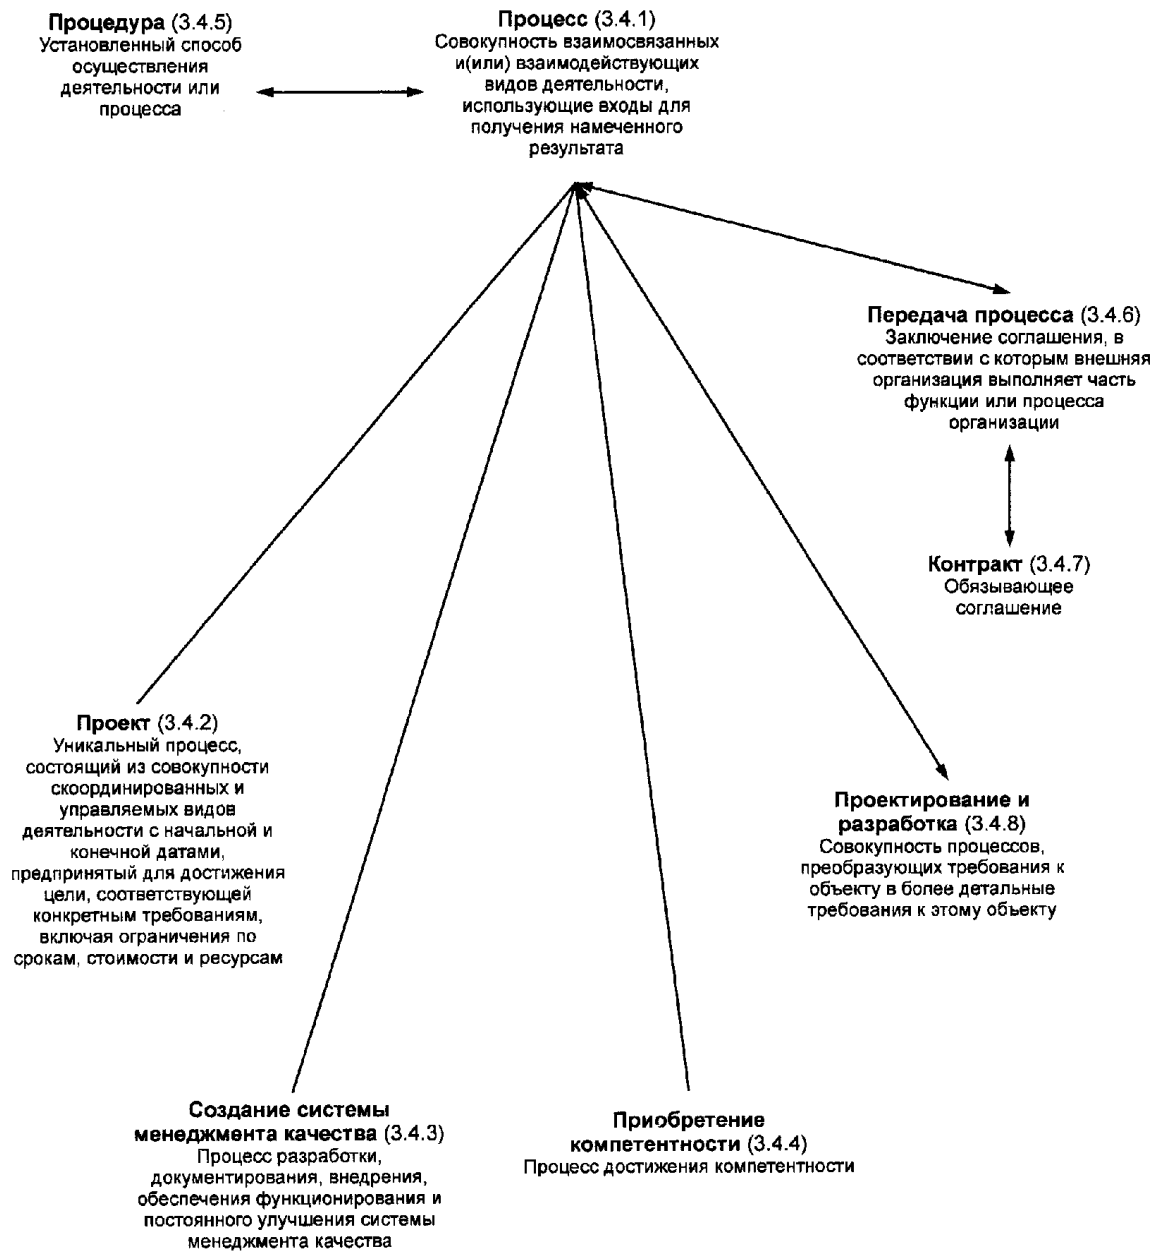 Процедура (3.4.5)
Установленный способ
осуществления
деятельности или
процесса
Процесс (3.4.1)
Совокупность взаимосвязанных
и(или) взаимодействующих
видов деятельности,
использующие входы для
получения намеченного
результата
Передача процесса (3.4.6)
Заключение соглашения, в
соответствии с которым внешняя
организация выполняет часть
функции или процесса
организации
Контракт (3.4.7)
Обязывающее
соглашение
Проект (3.4.2)
Уникальный процесс,
состоящий из совокупности
скоординированных и
управляемых видов
деятельности с начальной и
конечной датами,
предпринятый для достижения
цели, соответствующей
конкретным требованиям,
включая ограничения по
срокам, стоимости и ресурсам
Проектирование и
разработка (3.4.8)
Совокупность процессов,
преобразующих требования к
объекту в более детальные
требования к этому объекту
Создание системы
менеджмента качества (3.4.3)
Процесс разработки,
документирования, внедрения,
обеспечения функционирования и
постоянного улучшения системы
менеджмента качества
Приобретение
компетентности (3.4.4)
Процесс достижения компетентности